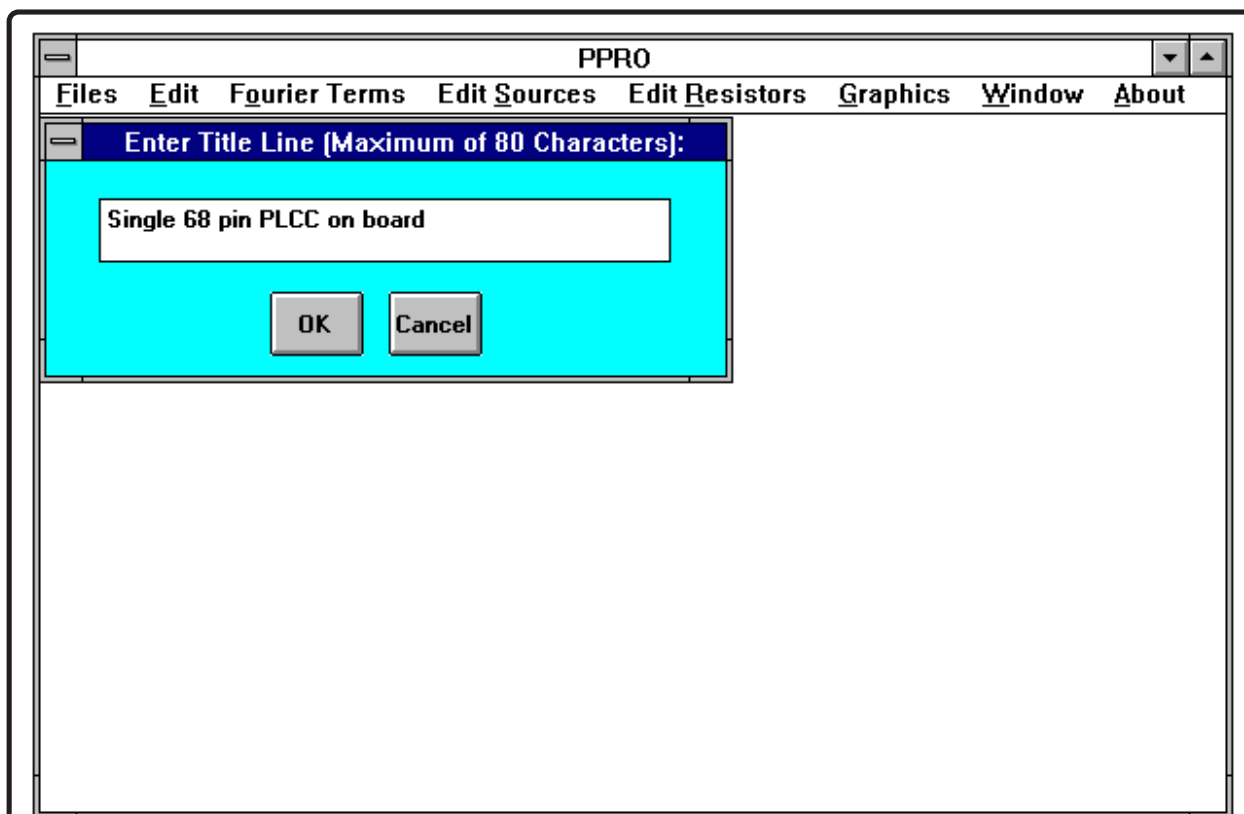 PPRO
Files Edit Fourier Terms Edit Sources Edit Resistors Graphics Window About
Enter Title Line (Maximum of 80 Characters):
Single 68 pin PLCC on board
OK Cancel